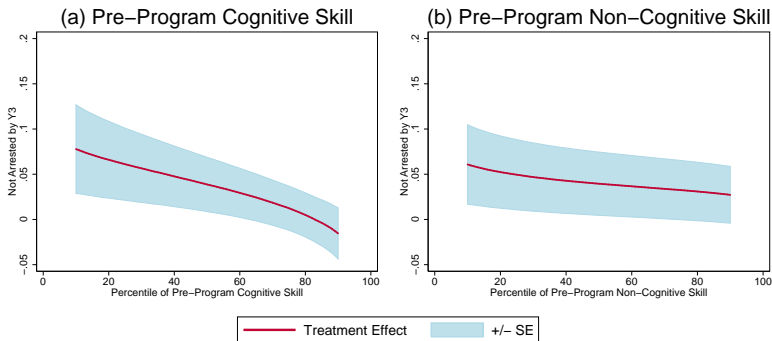 (a) Pre−Program Cognitive Skill
(b) Pre−Program Non−Cognitive Skill
Not Arrested by Y3
.2
.15
.1
.05
0
−.05
0 20 40 60 80 100
Percentile of Pre−Program Cognitive Skill
Not Arrested by Y3
.2
.15
.1
.05
0
−.05
0 20 40 60 80 100
Percentile of Pre−Program Non−Cognitive Skill
Treatment Effect
+/− SE